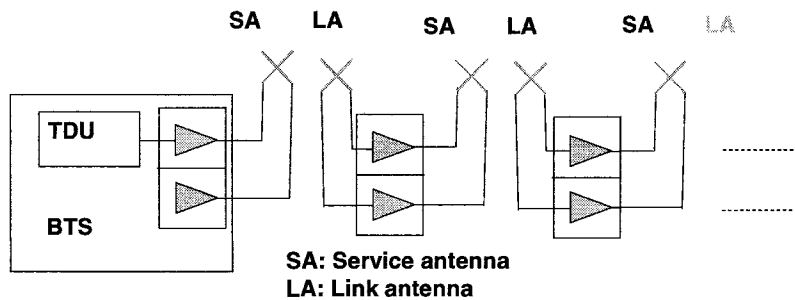 SA LA SA LA SA LA
TDU
BTS
SA: Service antenna
LA: Link antenna